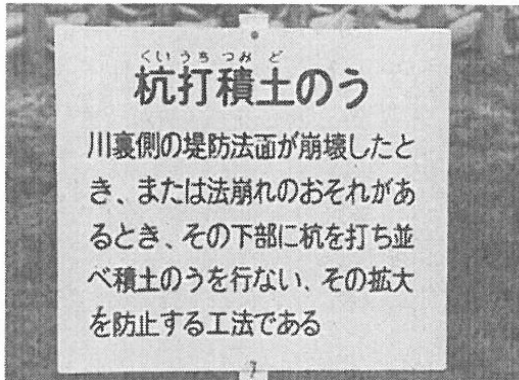 くいうちつみど
杭打積土のう
川裏側の堤防法面が崩壊したと
き、または法崩れのおそれがあ
るとき、その下部に杭を打ち並
べ積土のうを行ない、その拡大
を防止する工法である
7